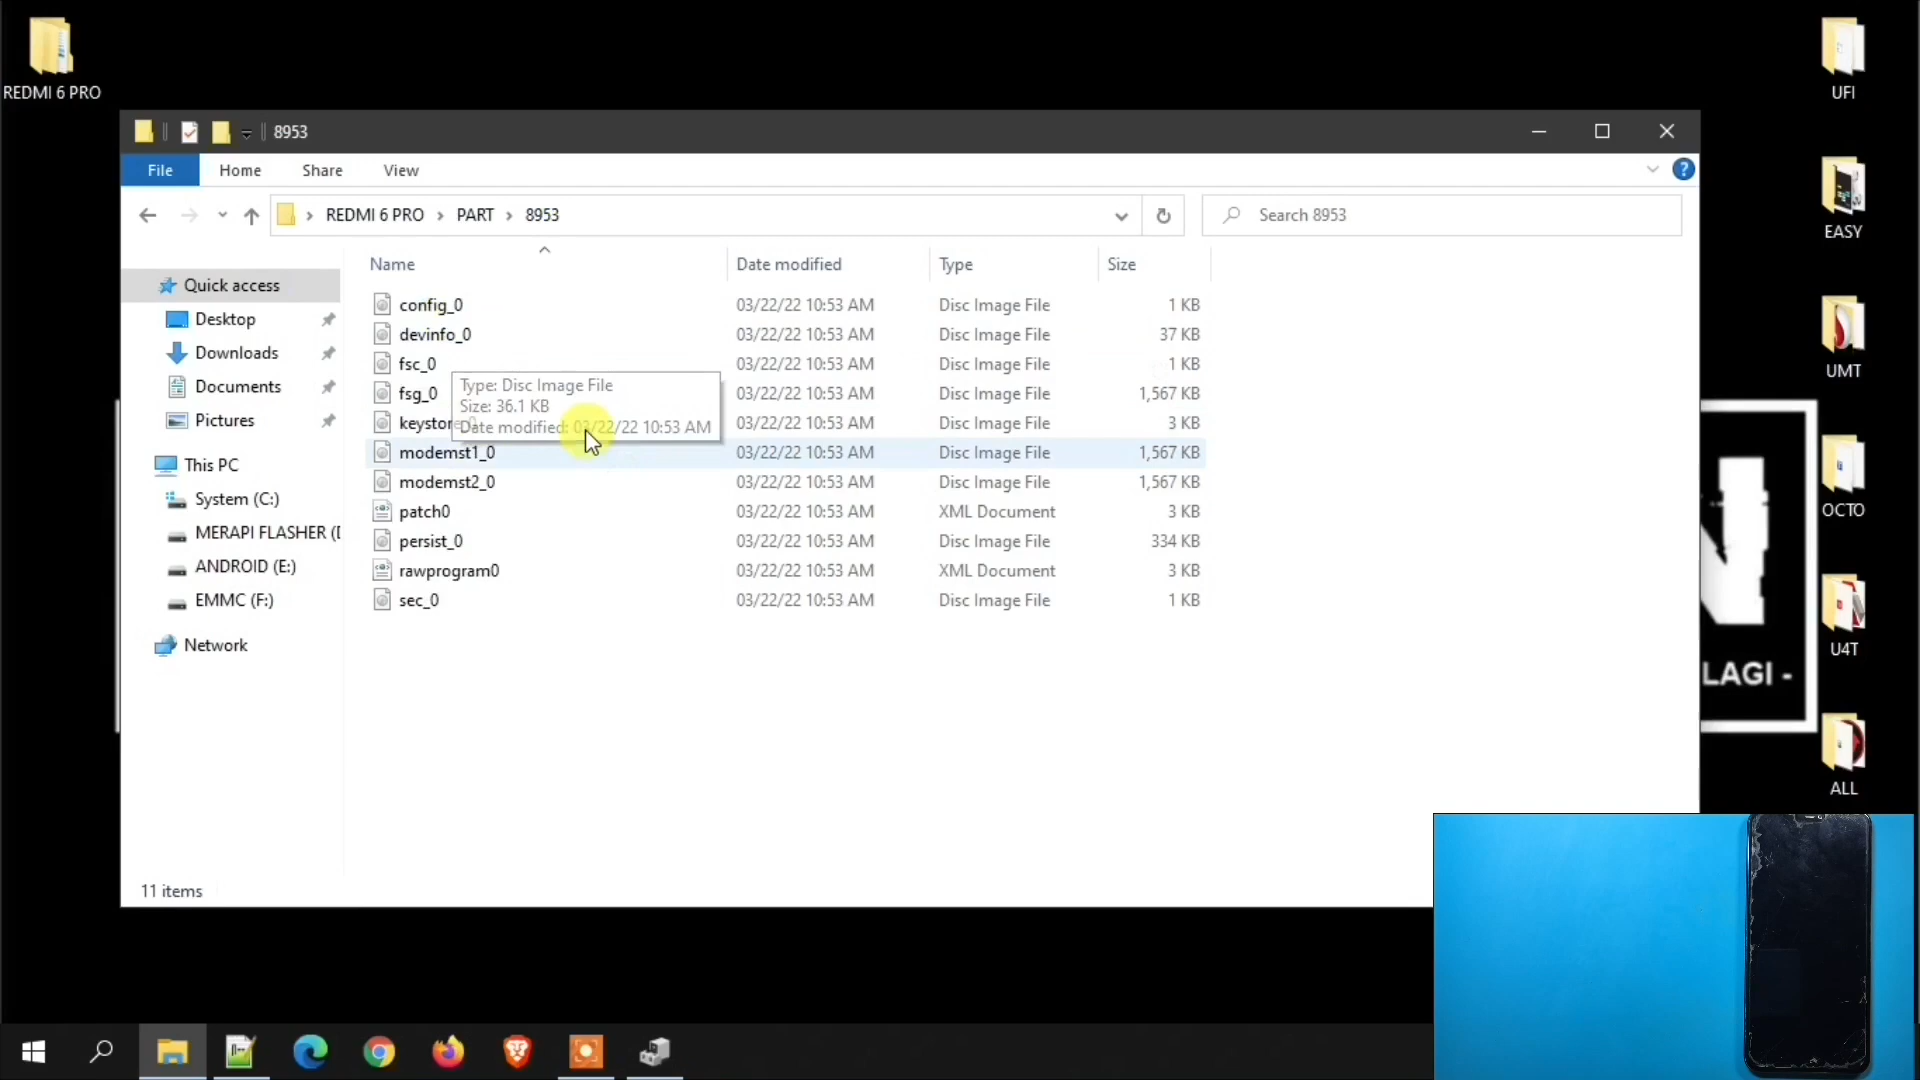 REDMI 6 PRO
UFI
EASY
UMT
OCTO
U4T
ALL
8953
File
Home
Share
View
?
REDMI 6 PRO
PART
8953
Search 8953
Name
Date modified
Type
Size
Quick access
Desktop
Downloads
Documents
Pictures
This PC
System (C:)
MERAPI FLASHER (
ANDROID (E:)
EMMC (F:)
Network
config_0 03/22/22 10:53 AM Disc Image File 1 KB
devinfo_0 03/22/22 10:53 AM Disc Image File 37 KB
fsc_0 03/22/22 10:53 AM Disc Image File 1 KB
fsg_0 03/22/22 10:53 AM Disc Image File 1,567 KB
keystore_0 03/22/22 10:53 AM Disc Image File 3 KB
modemst1_0 03/22/22 10:53 AM Disc Image File 1,567 KB
modemst2_0 03/22/22 10:53 AM Disc Image File 1,567 KB
patch0 03/22/22 10:53 AM XML Document 3 KB
persist_0 03/22/22 10:53 AM Disc Image File 334 KB
rawprogram0 03/22/22 10:53 AM XML Document 3 KB
sec_0 03/22/22 10:53 AM Disc Image File 1 KB
Type: Disc Image File
Size: 36.1 KB
Date modified: 03/22/22 10:53 AM
11 items
LAGI -